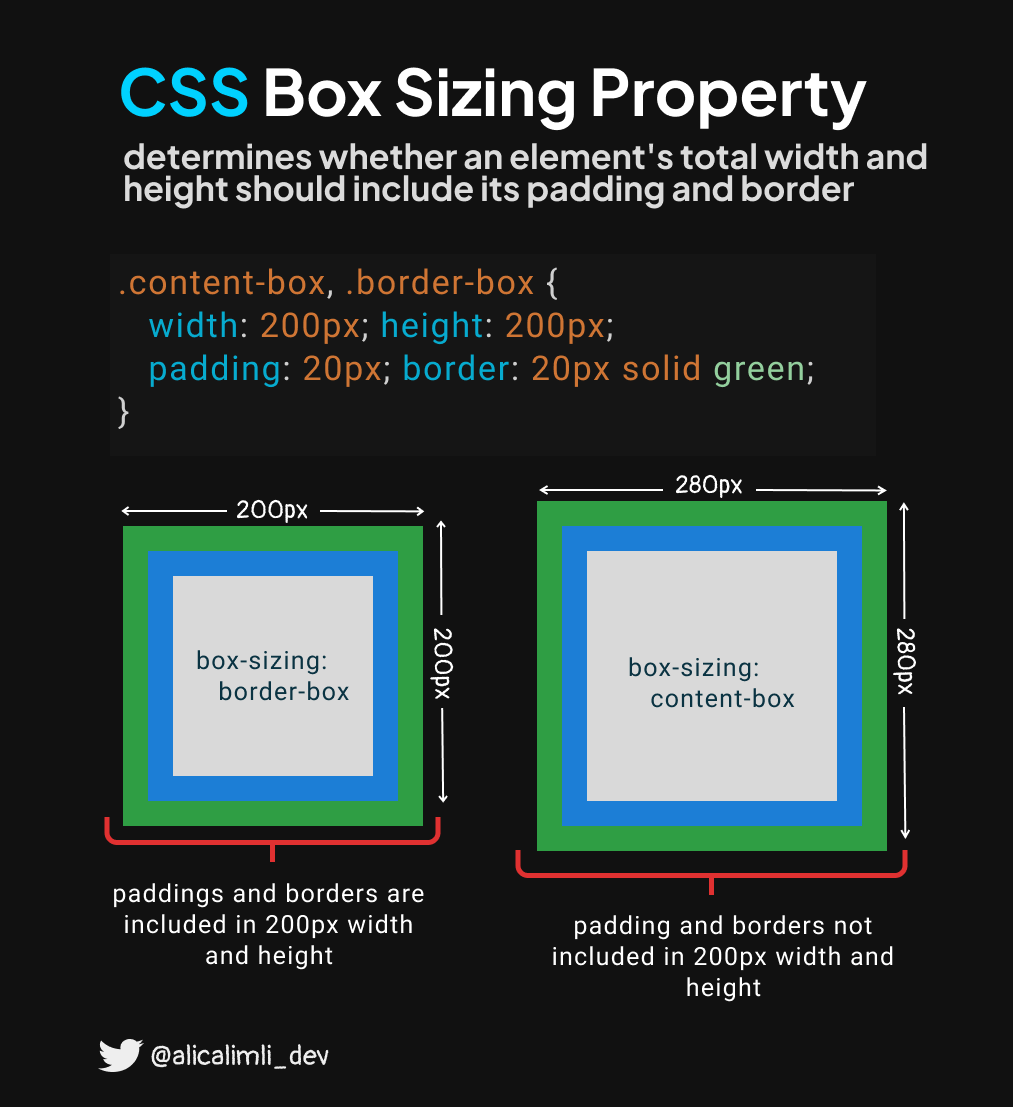 CSS Box Sizing Property
determines whether an element's total width and
height should include its padding and border
.content-box, .border-box {
width: 200px; height: 200px;
padding: 20px; border: 20px solid green;
}
200px
200px
box-sizing:
border-box
paddings and borders are
included in 200px width
and height
280px
280px
box-sizing:
content-box
padding and borders not
included in 200px width and
height
@alicalimli_dev